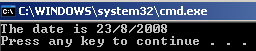 C:\WINDOWS\system32\cmd.exe
The date is 23/8/2008
Press any key to continue . . .